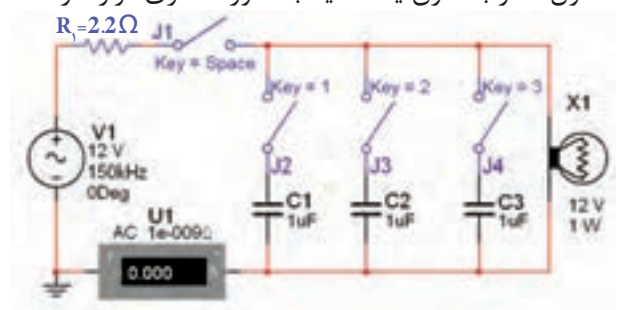 R₁=2.2Ω
J1
Key = Space
Key = 1
Key = 2
Key = 3
X1
V1
12 V
150kHz
0Deg
J2
J3
J4
C1
1uF
C2
1uF
C3
1uF
12 V
1 W
U1
AC 1e-009Ω
0.000